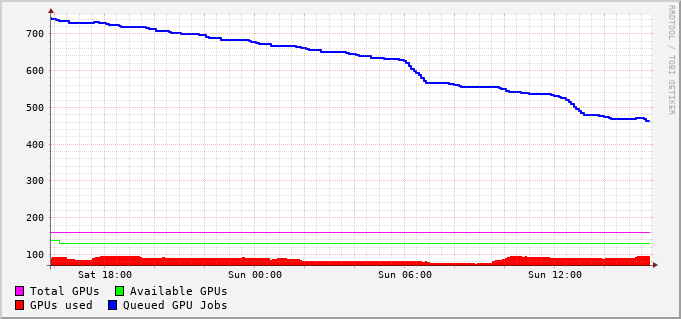 RRDTOOL / TOBI OETIKER
700
600
500
400
300
200
100
Sat 18:00 Sun 00:00 Sun 06:00 Sun 12:00
Total GPUs Available GPUs
GPUs used Queued GPU Jobs